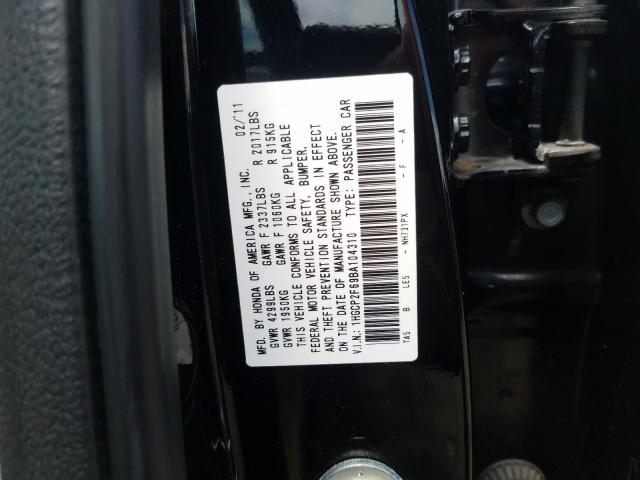 MFD. BY HONDA OF AMERICA MFG., INC. 02/'11
GVWR 4299LBS GAWR F 2337LBS R 2017LBS
GVWR 1950KG GAWR F 1060KG R 915KG
THIS VEHICLE CONFORMS TO ALL APPLICABLE
FEDERAL MOTOR VEHICLE SAFETY, BUMPER,
AND THEFT PREVENTION STANDARDS IN EFFECT
ON THE DATE OF MANUFACTURE SHOWN ABOVE.
V.I.N.: 1HGCP2F69BA104310 TYPE: PASSENGER CAR
TA5 B LE5 - NH731PX - F - A